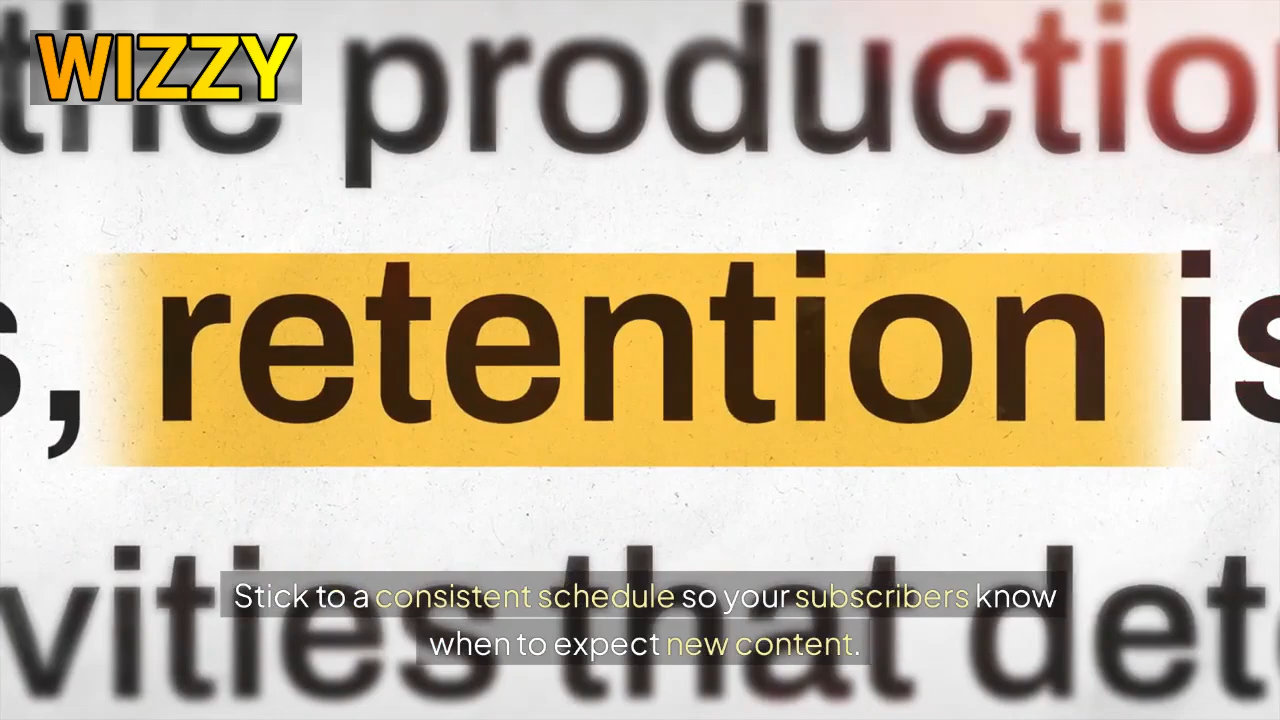 WIZZY
the production
s, retention is
vities that det
Stick to a consistent schedule so your subscribers know
when to expect new content.